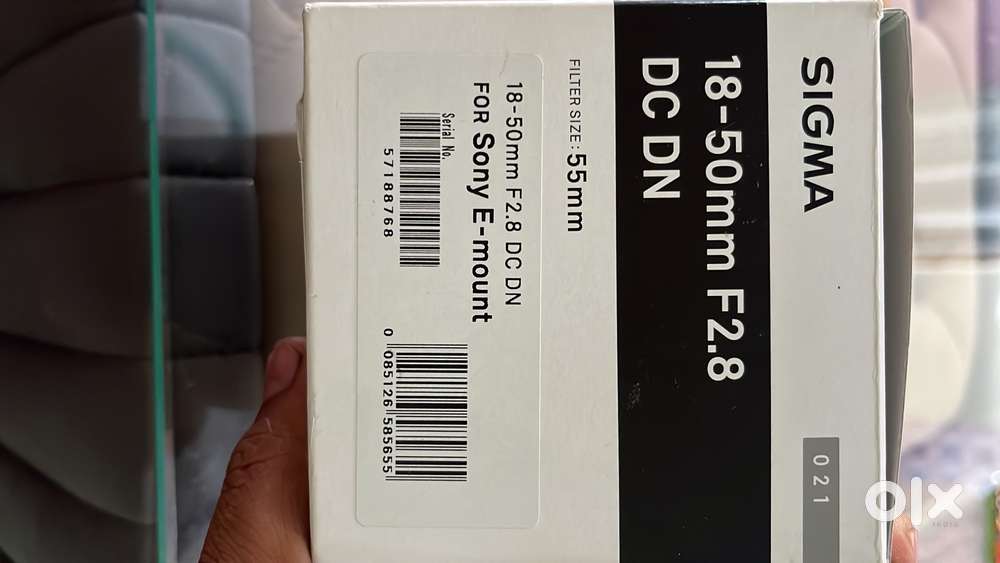 SIGMA
021
18-50mm F2.8
DC DN
FILTER SIZE : 55mm
18-50mm F2.8 DC DN
FOR Sony E-mount
Serial No.
57188768
0 085126 585655
olx
INDIA